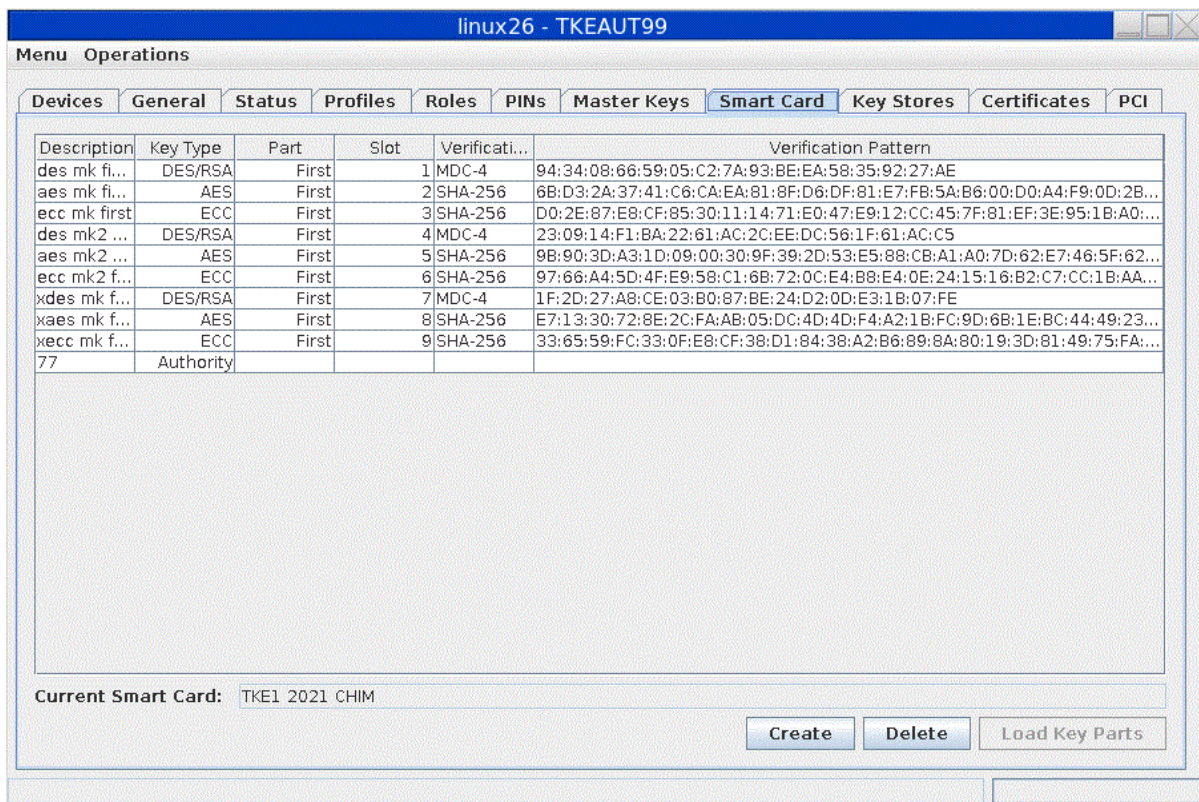 linux26 - TKEAUT99
Menu Operations
Devices General Status Profiles Roles PINs Master Keys Smart Card Key Stores Certificates PCI
Description Key Type Part Slot Verificati... Verification Pattern
des mk fi... DES/RSA First 1 MDC-4 94:34:08:66:59:05:C2:7A:93:BE:EA:58:35:92:27:AE
aes mk fi... AES First 2 SHA-256 6B:D3:2A:37:41:C6:CA:EA:81:8F:D6:DF:81:E7:FB:5A:B6:00:D0:A4:F9:0D:2B...
ecc mk first ECC First 3 SHA-256 D0:2E:87:E8:CF:85:30:11:14:71:E0:47:E9:12:CC:45:7F:81:EF:3E:95:1B:A0:...
des mk2 ... DES/RSA First 4 MDC-4 23:09:14:F1:BA:22:61:AC:2C:EE:DC:56:1F:61:AC:C5
aes mk2 ... AES First 5 SHA-256 9B:90:3D:A3:1D:09:00:30:9F:39:2D:53:E5:88:CB:A1:A0:7D:62:E7:46:5F:62...
ecc mk2 f... ECC First 6 SHA-256 97:66:A4:5D:4F:E9:58:C1:6B:72:0C:E4:B8:E4:0E:24:15:16:B2:C7:CC:1B:AA...
xdes mk f... DES/RSA First 7 MDC-4 1F:2D:27:A8:CE:03:B0:87:BE:24:D2:0D:E3:1B:07:FE
xaes mk f... AES First 8 SHA-256 E7:13:30:72:8E:2C:FA:AB:05:DC:4D:4D:F4:A2:1B:FC:9D:6B:1E:BC:44:49:23...
xecc mk f... ECC First 9 SHA-256 33:65:59:FC:33:0F:E8:CF:38:D1:84:38:A2:B6:89:8A:80:19:3D:81:49:75:FA:...
77 Authority
Current Smart Card: TKE1 2021 CHIM
Create Delete Load Key Parts